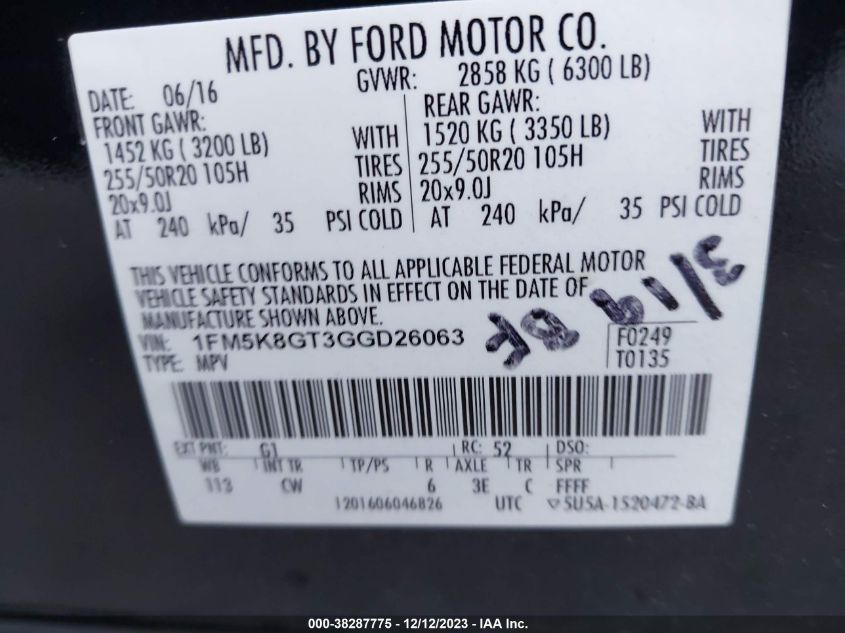 MFD. BY FORD MOTOR CO.
DATE: 06/16 GVWR: 2858 KG ( 6300 LB)
FRONT GAWR: REAR GAWR:
1452 KG ( 3200 LB) WITH 1520 KG ( 3350 LB) WITH
255/50R20 105H TIRES 255/50R20 105H TIRES
20x9.0J RIMS 20x9.0J RIMS
AT 240 kPa/ 35 PSI COLD AT 240 kPa/ 35 PSI COLD
THIS VEHICLE CONFORMS TO ALL APPLICABLE FEDERAL MOTOR
VEHICLE SAFETY STANDARDS IN EFFECT ON THE DATE OF
MANUFACTURE SHOWN ABOVE.
VIN: 1FM5K8GT3GGD26063 F0249
TYPE: MPV T0135
EXT PNT: G1 RC: 52 DSO:
WB INT TR TP/PS R AXLE TR SPR
113 CW 6 3E C FFFF
1201606046826 UTC ▽5U5A-1520472-BA
000-38287775 - 12/12/2023 - IAA Inc.